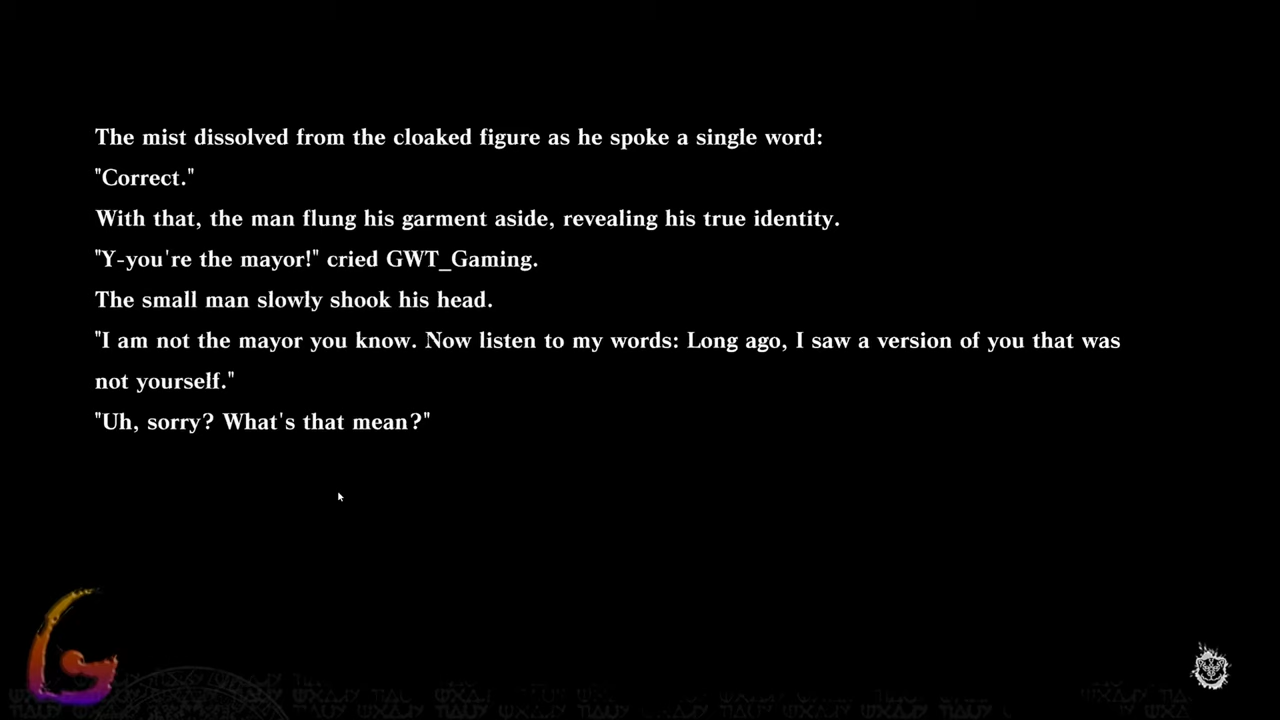 The mist dissolved from the cloaked figure as he spoke a single word:
"Correct."
With that, the man flung his garment aside, revealing his true identity.
"Y-you're the mayor!" cried GWT_Gaming.
The small man slowly shook his head.
"I am not the mayor you know. Now listen to my words: Long ago, I saw a version of you that was
not yourself."
"Uh, sorry? What's that mean?"